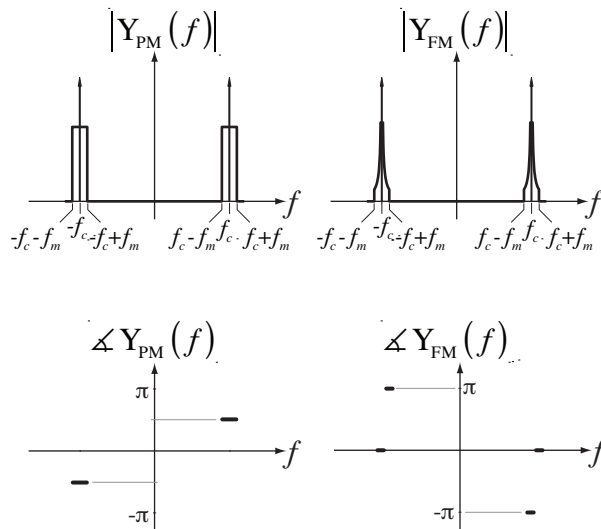 |Y_PM(f)|
|Y_FM(f)|
f
f
-f_c-f_m -f_c -f_c+f_m f_c-f_m f_c f_c+f_m
-f_c-f_m -f_c -f_c+f_m f_c-f_m f_c f_c+f_m
∡Y_PM(f)
∡Y_FM(f)
π
π
f
f
-π
-π